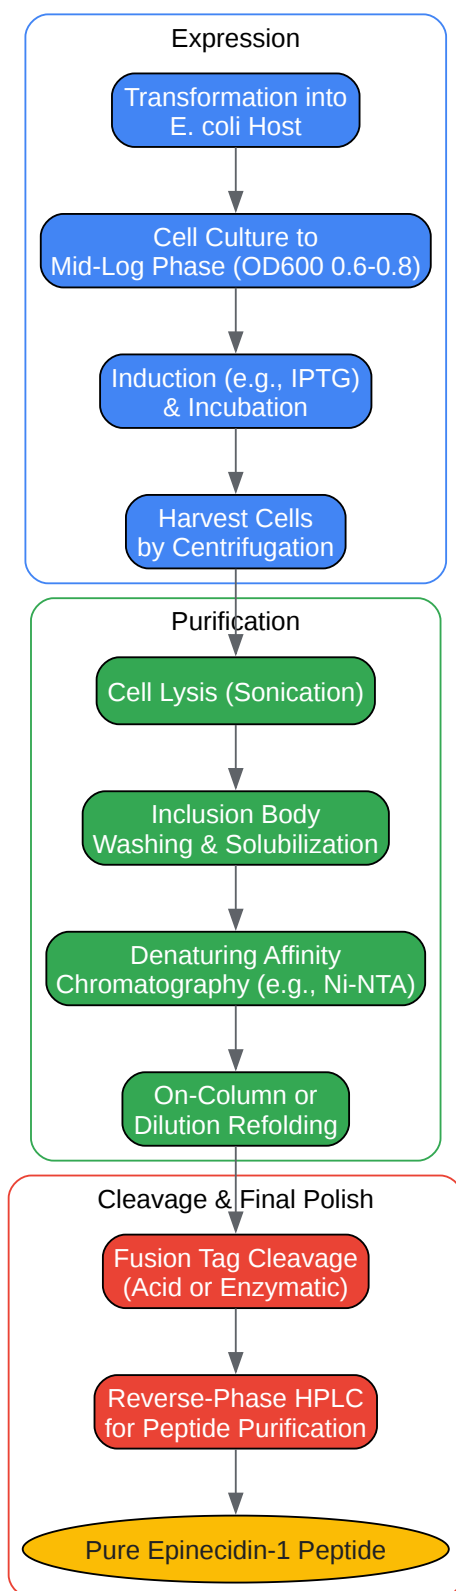 Expression
Transformation into
E. coli Host
Cell Culture to
Mid-Log Phase (OD600 0.6-0.8)
Induction (e.g., IPTG)
& Incubation
Harvest Cells
by Centrifugation
Purification
Cell Lysis (Sonication)
Inclusion Body
Washing & Solubilization
Denaturing Affinity
Chromatography (e.g., Ni-NTA)
On-Column or
Dilution Refolding
Cleavage & Final Polish
Fusion Tag Cleavage
(Acid or Enzymatic)
Reverse-Phase HPLC
for Peptide Purification
Pure Epinecidin-1 Peptide